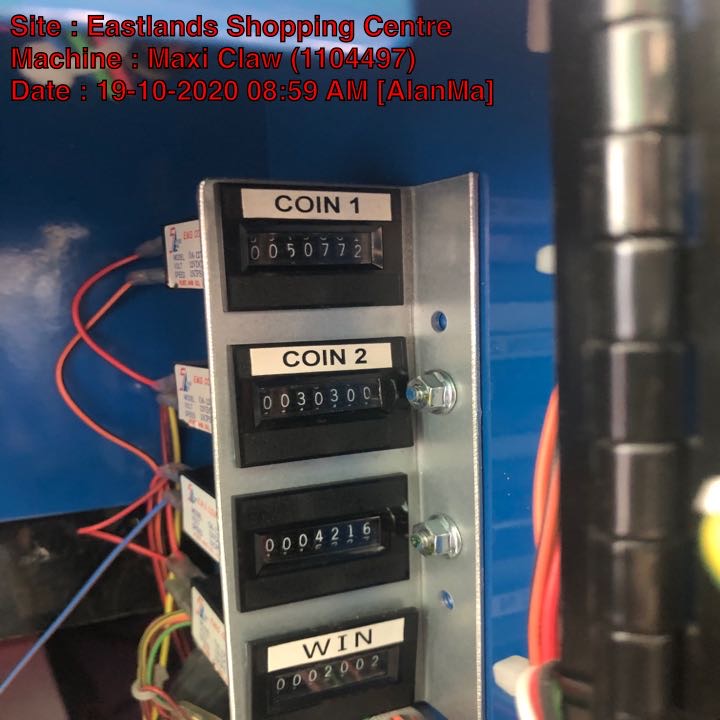 Site : Eastlands Shopping Centre
Machine : Maxi Claw (1104497)
Date : 19-10-2020 08:59 AM [AlanMa]
COIN 1
0050772
COIN 2
0030300
0004216
WIN
0002002